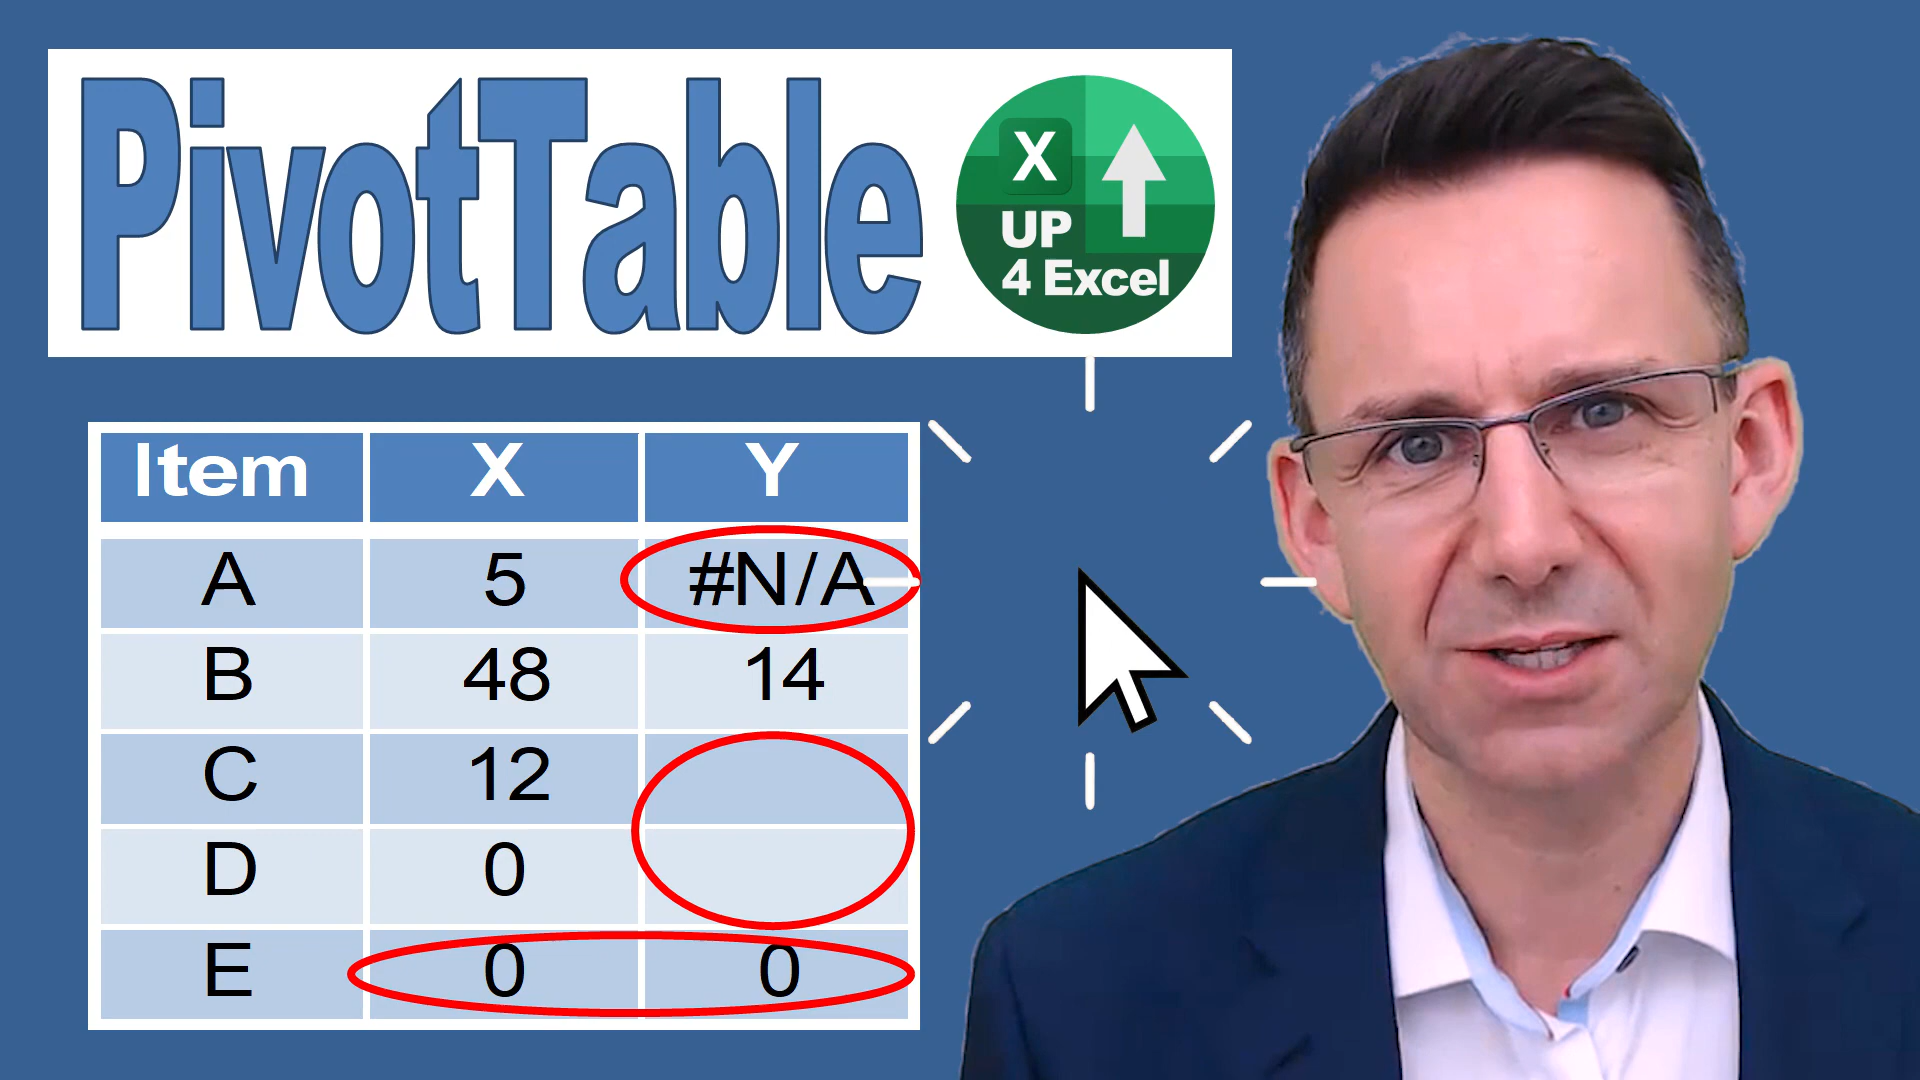 PivotTable
X
UP
4 Excel
Item X Y
A 5 #N/A
B 48 14
C 12
D 0
E 0 0